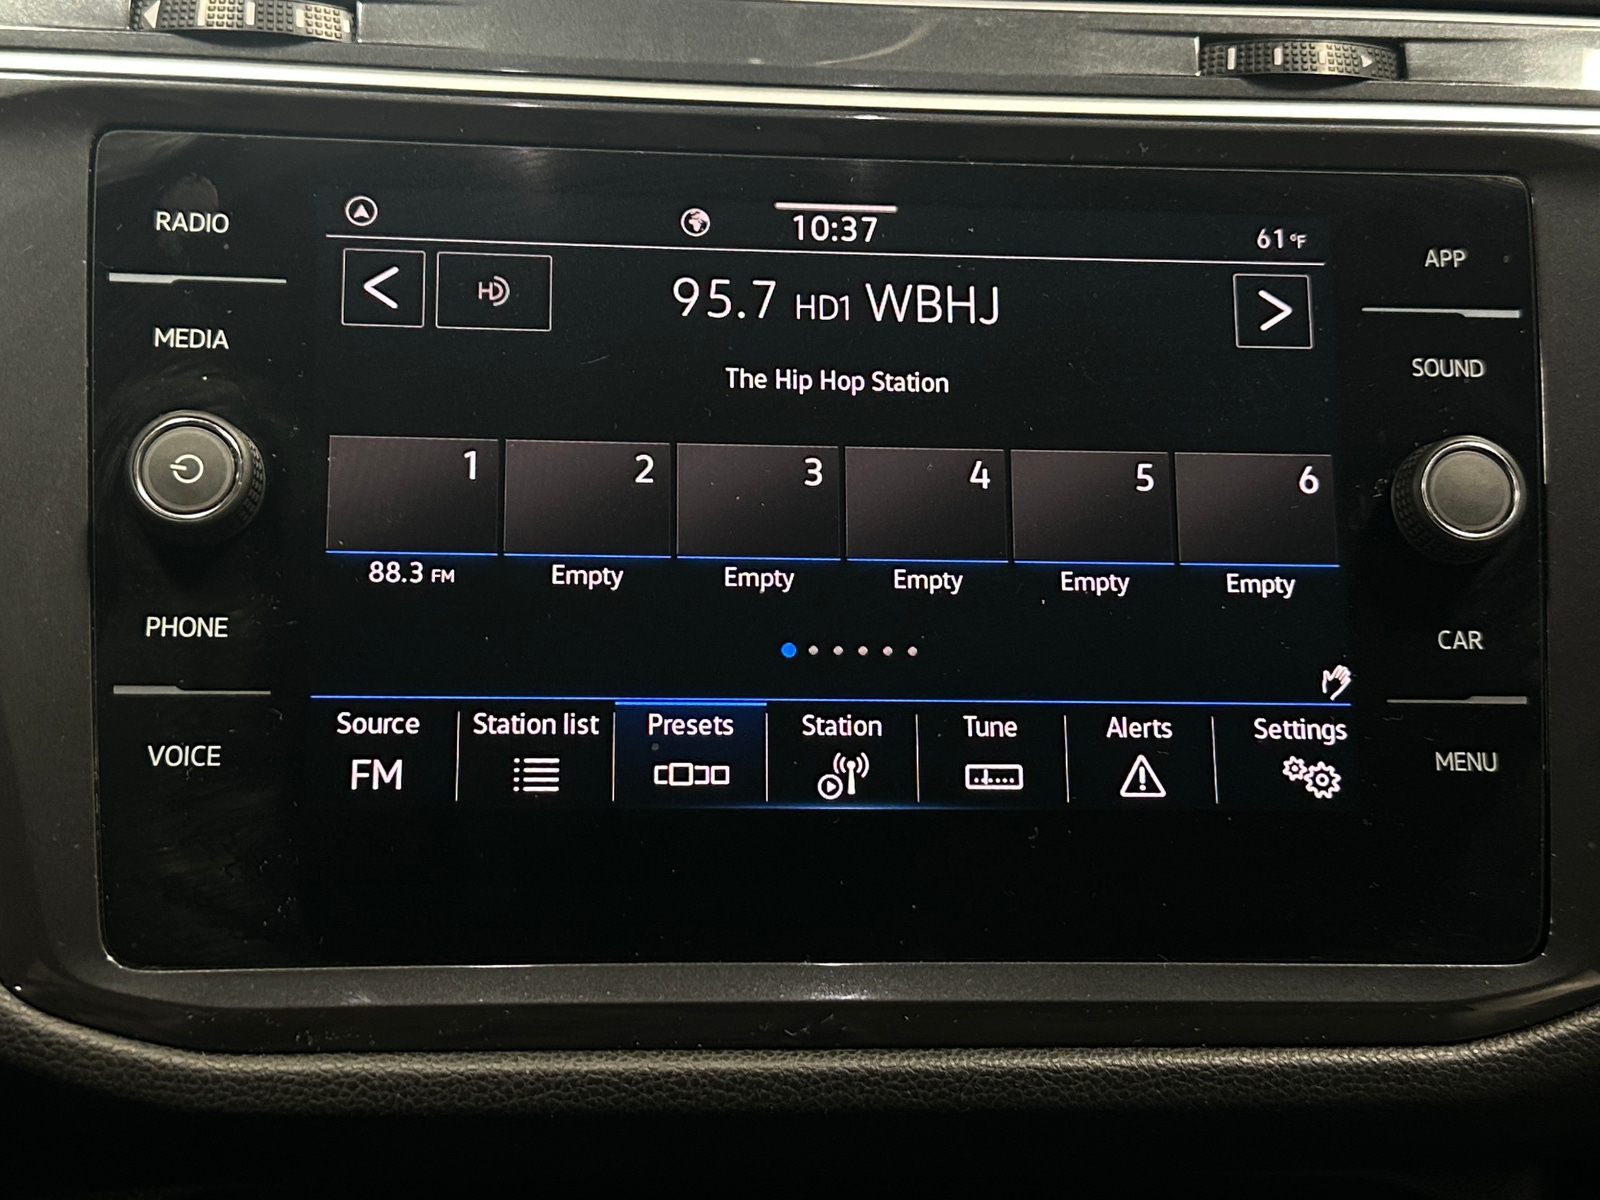 RADIO
MEDIA
PHONE
VOICE
10:37
61°F
HD
95.7 HD1 WBHJ
The Hip Hop Station
1
2
3
4
5
6
88.3 FM
Empty
Empty
Empty
Empty
Empty
Source
FM
Station list
Presets
Station
Tune
Alerts
Settings
APP
SOUND
CAR
MENU